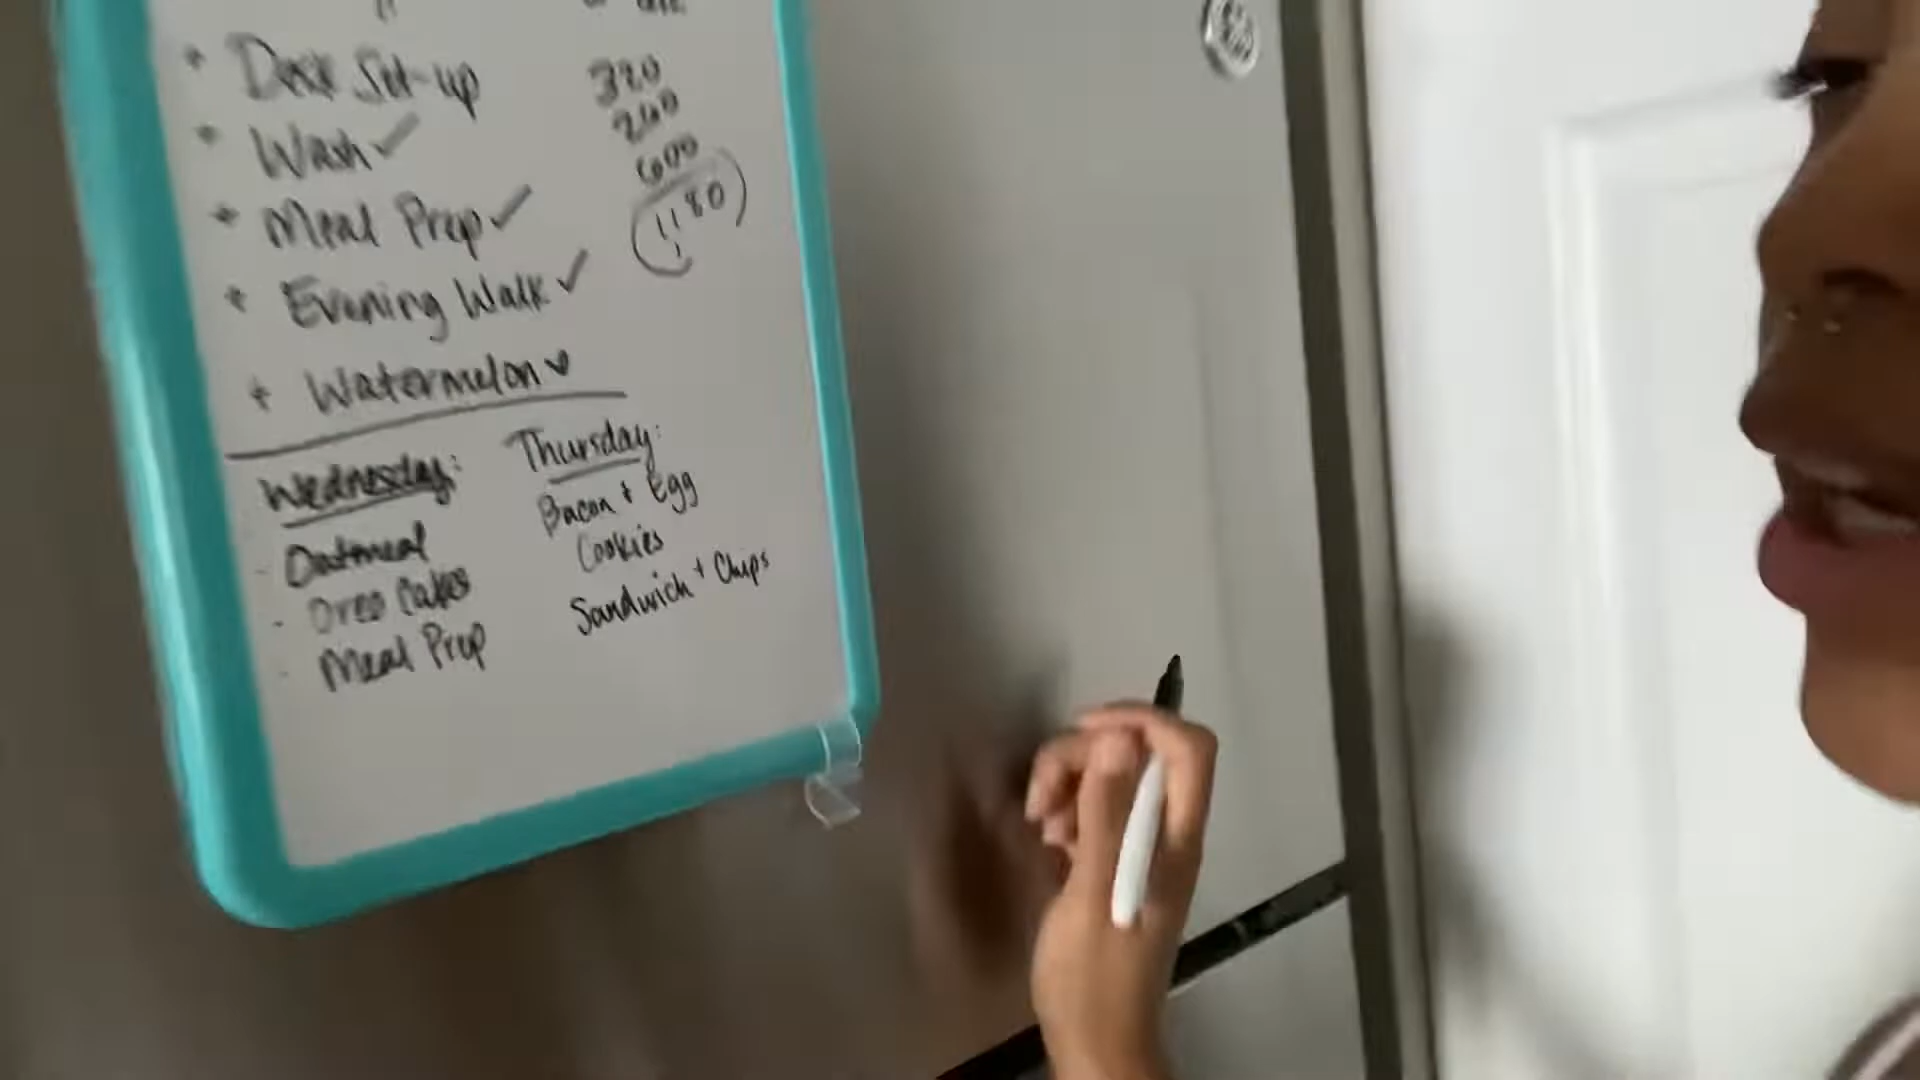 * Desk Set-up
* Wash ✓
* Meal Prep ✓
* Evening Walk ✓
* Watermelon
320
260
600
1180
Wednesday:
- Oatmeal
- Oreo Cakes
- Meal Prep
Thursday:
Bacon + Egg
Cookies
Sandwich + Chips